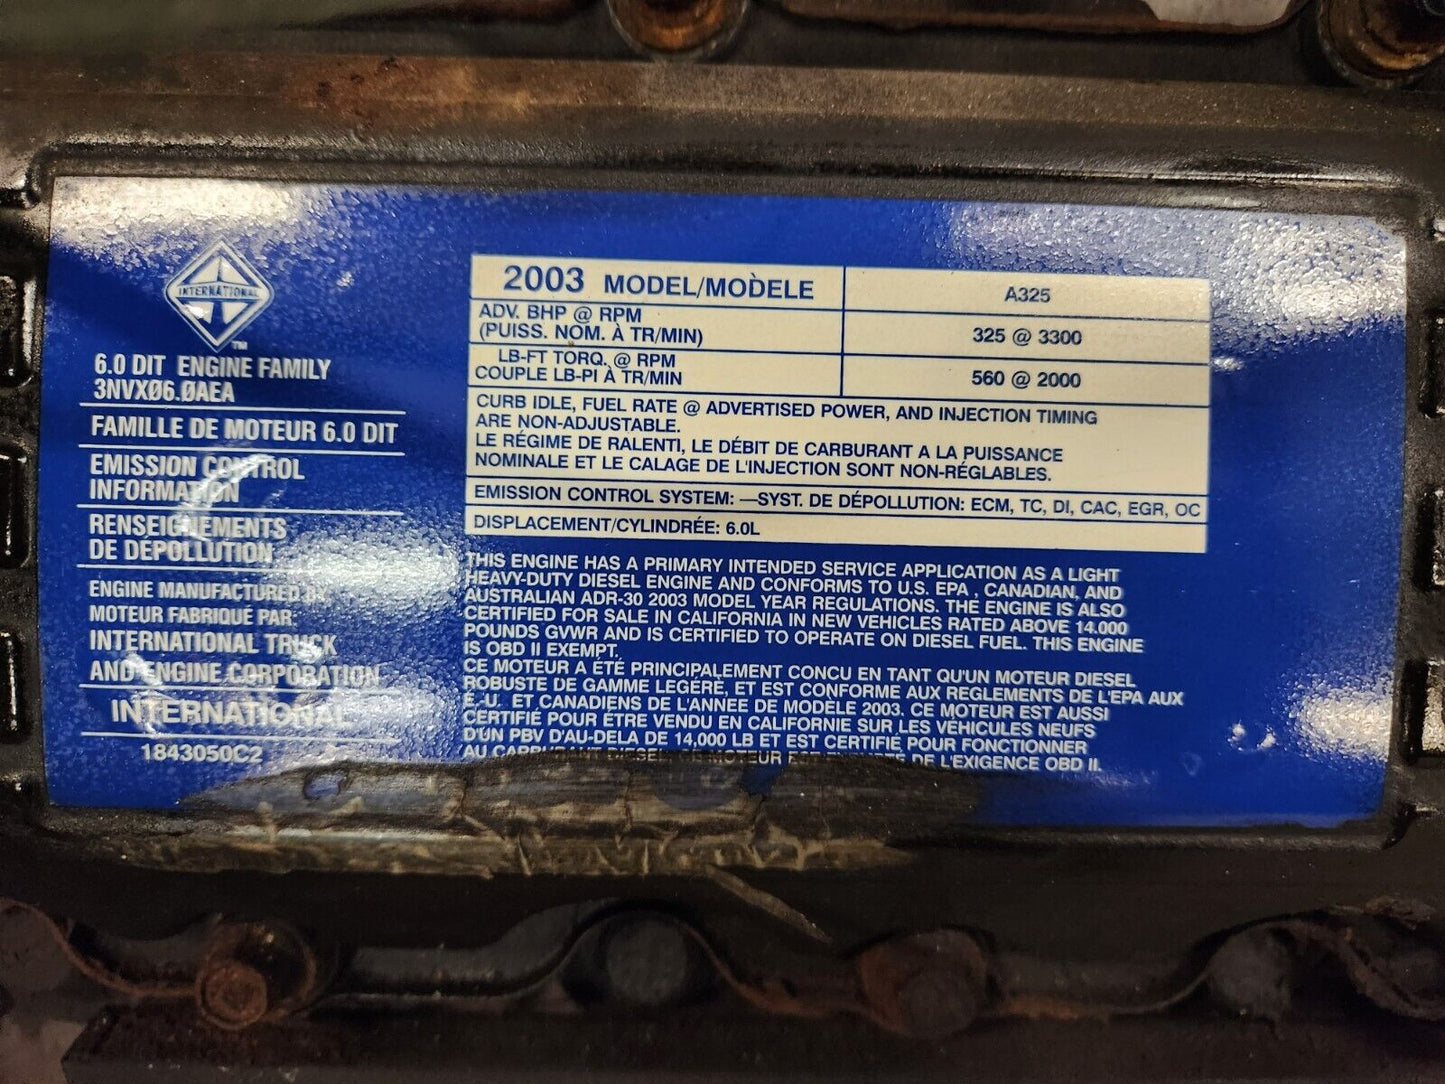 INTERNATIONAL
™
6.0 DIT ENGINE FAMILY
3NVXØ6.ØAEA
FAMILLE DE MOTEUR 6.0 DIT
EMISSION CONTROL
INFORMATION
RENSEIGNEMENTS
DE DÉPOLLUTION
ENGINE MANUFACTURED BY
MOTEUR FABRIQUÉ PAR:
INTERNATIONAL TRUCK
AND ENGINE CORPORATION
INTERNATIONAL
1843050C2
2003 MODEL/MODÈLE
A325
ADV. BHP @ RPM
(PUISS. NOM. À TR/MIN)
325 @ 3300
LB-FT TORQ. @ RPM
COUPLE LB-PI À TR/MIN
560 @ 2000
CURB IDLE, FUEL RATE @ ADVERTISED POWER, AND INJECTION TIMING
ARE NON-ADJUSTABLE.
LE RÉGIME DE RALENTI, LE DÉBIT DE CARBURANT A LA PUISSANCE
NOMINALE ET LE CALAGE DE L'INJECTION SONT NON-RÉGLABLES.
EMISSION CONTROL SYSTEM: —SYST. DE DÉPOLLUTION: ECM, TC, DI, CAC, EGR, OC
DISPLACEMENT/CYLINDRÉE: 6.0L
THIS ENGINE HAS A PRIMARY INTENDED SERVICE APPLICATION AS A LIGHT
HEAVY-DUTY DIESEL ENGINE AND CONFORMS TO U.S. EPA , CANADIAN, AND
AUSTRALIAN ADR-30 2003 MODEL YEAR REGULATIONS. THE ENGINE IS ALSO
CERTIFIED FOR SALE IN CALIFORNIA IN NEW VEHICLES RATED ABOVE 14.000
POUNDS GVWR AND IS CERTIFIED TO OPERATE ON DIESEL FUEL. THIS ENGINE
IS OBD II EXEMPT.
CE MOTEUR A ÉTÉ PRINCIPALEMENT CONCU EN TANT QU'UN MOTEUR DIESEL
ROBUSTE DE GAMME LEGÈRE, ET EST CONFORME AUX REGLEMENTS DE L'EPA AUX
E.-U. ET CANADIENS DE L'ANNEE DE MODELE 2003. CE MOTEUR EST AUSSI
CERTIFIÉ POUR ÉTRE VENDU EN CALIFORNIE SUR LES VÉHICULES NEUFS
D'UN PBV D'AU-DELA DE 14,000 LB ET EST CERTIFIÉ POUR FONCTIONNER
AU CARBURANT DIESEL. CE MOTEUR EST DE L'EXIGENCE OBD II.